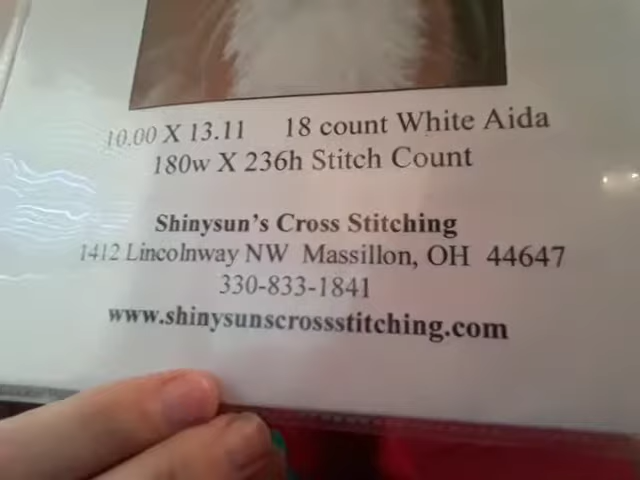 10.00 X 13.11 18 count White Aida
180w X 236h Stitch Count
Shinysun's Cross Stitching
1412 Lincolnway NW Massillon, OH 44647
330-833-1841
www.shinysunscrossstitching.com